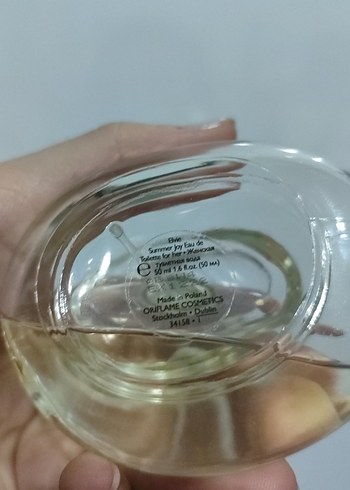 Elvie
Summer Joy Eau de
Toilette for her • Женская
туалетная вода
℮ 50 ml 1.6 fl.oz. (50 мл)
Made in Poland
ORIFLAME COSMETICS
Stockholm • Dublin
34158 • 1